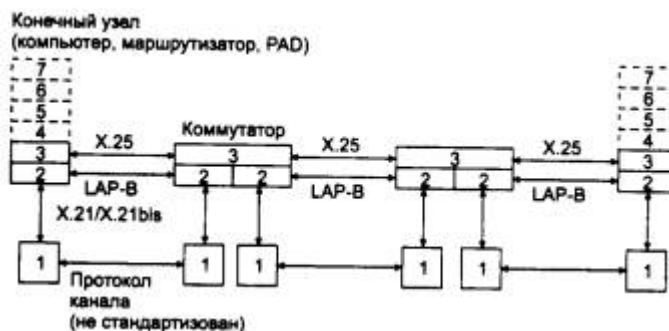 Конечный узел
(компьютер, маршрутизатор, PAD)
7
6
5
4
3
2
X.25
LAP-B
X.21/X.21bis
Коммутатор
3
2 2
X.25
LAP-B
3
2 2
X.25
LAP-B
7
6
5
4
3
2
1
1
1
1
1
1
Протокол
канала
(не стандартизован)